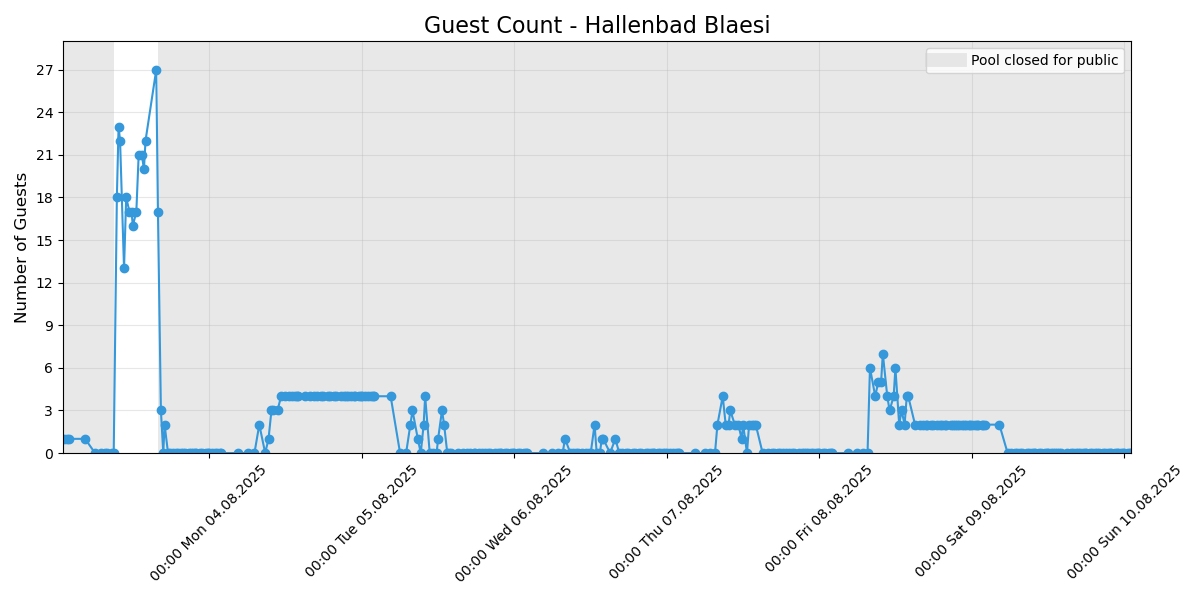 Guest Count - Hallenbad Blaesi
Pool closed for public
Number of Guests
27
24
21
18
15
12
9
6
3
0
00:00 Mon 04.08.2025
00:00 Tue 05.08.2025
00:00 Wed 06.08.2025
00:00 Thu 07.08.2025
00:00 Fri 08.08.2025
00:00 Sat 09.08.2025
00:00 Sun 10.08.2025